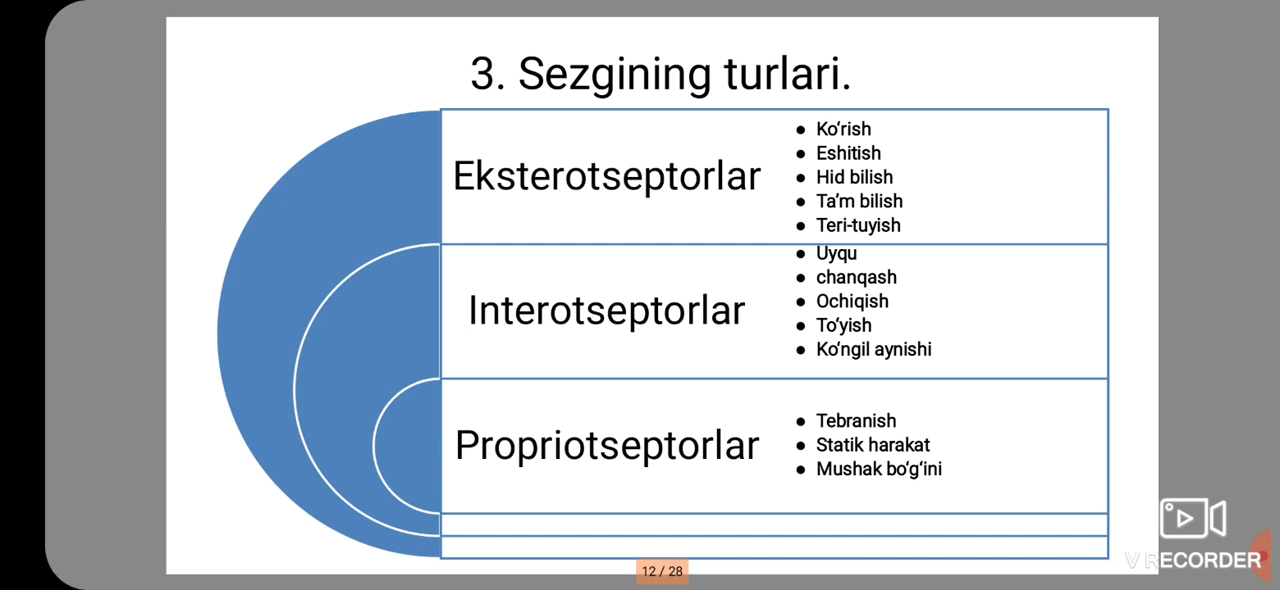 3. Sezgining turlari.
Eksterotseptorlar
● Ko‘rish
● Eshitish
● Hid bilish
● Ta’m bilish
● Teri-tuyish
Interotseptorlar
● Uyqu
● chanqash
● Ochiqish
● To‘yish
● Ko‘ngil aynishi
Propriotseptorlar
● Tebranish
● Statik harakat
● Mushak bo‘g‘ini
12 / 28
V RECORDER